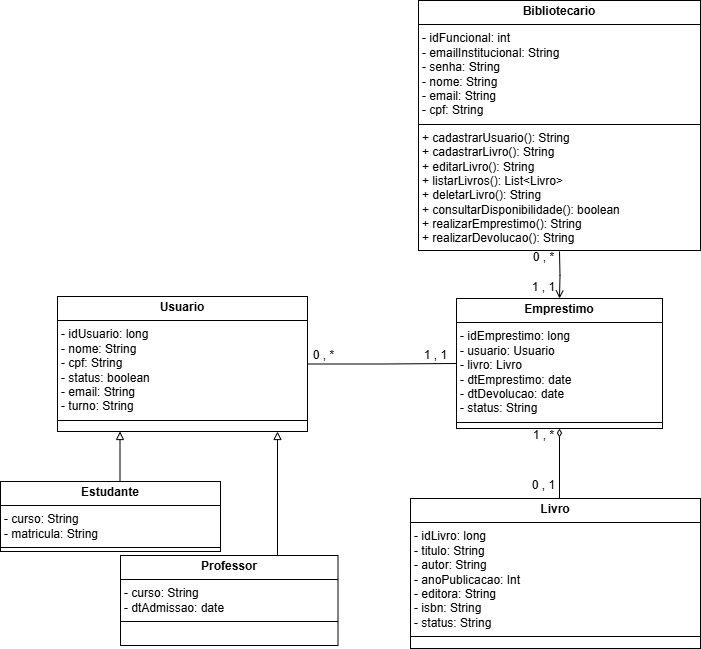 Bibliotecario
- idFuncional: int
- emailInstitucional: String
- senha: String
- nome: String
- email: String
- cpf: String
+ cadastrarUsuario(): String
+ cadastrarLivro(): String
+ editarLivro(): String
+ listarLivros(): List<Livro>
+ deletarLivro(): String
+ consultarDisponibilidade(): boolean
+ realizarEmprestimo(): String
+ realizarDevolucao(): String
0 , *
1 , 1
Usuario
- idUsuario: long
- nome: String
- cpf: String
- status: boolean
- email: String
- turno: String
0 , *
1 , 1
Emprestimo
- idEmprestimo: long
- usuario: Usuario
- livro: Livro
- dtEmprestimo: date
- dtDevolucao: date
- status: String
1 , *
0 , 1
Estudante
- curso: String
- matricula: String
Professor
- curso: String
- dtAdmissao: date
Livro
- idLivro: long
- titulo: String
- autor: String
- anoPublicacao: Int
- editora: String
- isbn: String
- status: String